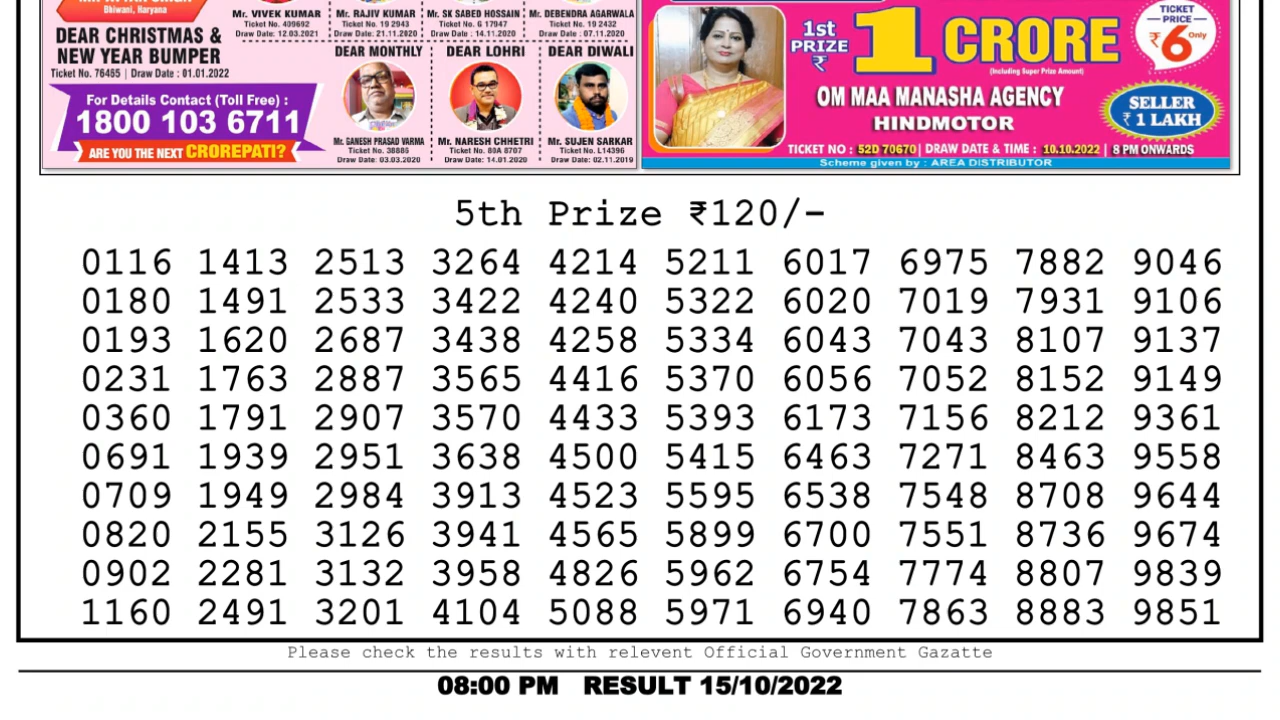 Bhiwani, Haryana
DEAR CHRISTMAS &
NEW YEAR BUMPER
Ticket No. 76465 | Draw Date : 01.01.2022
For Details Contact (Toll Free) :
1800 103 6711
ARE YOU THE NEXT CROREPATI?
Mr. VIVEK KUMAR
Ticket No. 409692
Draw Date: 12.03.2021
Mr. RAJIV KUMAR
Ticket No. 19 2943
Draw Date: 21.11.2020
Mr. SK SABED HOSSAIN
Ticket No. G 17947
Draw Date : 14.11.2020
Mr. DEBENDRA AGARWALA
Ticket No. 19 2432
Draw Date: 07.11.2020
DEAR MONTHLY
Mr. GANESH PRASAD VARMA
Ticket No. 38885
Draw Date: 03.03.2020
DEAR LOHRI
Mr. NARESH CHHETRI
Ticket No. 80A 8707
Draw Date: 14.01.2020
DEAR DIWALI
Mr. SUJEN SARKAR
Ticket No. L14396
Draw Date: 02.11.2019
1st
PRIZE
₹
1 CRORE
(Including Super Prize Amount)
TICKET
PRICE
₹6 Only
OM MAA MANASHA AGENCY
HINDMOTOR
SELLER
₹ 1 LAKH
TICKET NO : 52D 70670 | DRAW DATE & TIME : 10.10.2022 | 8 PM ONWARDS
Scheme given by : AREA DISTRIBUTOR
5th Prize ₹120/-
0116 1413 2513 3264 4214 5211 6017 6975 7882 9046
0180 1491 2533 3422 4240 5322 6020 7019 7931 9106
0193 1620 2687 3438 4258 5334 6043 7043 8107 9137
0231 1763 2887 3565 4416 5370 6056 7052 8152 9149
0360 1791 2907 3570 4433 5393 6173 7156 8212 9361
0691 1939 2951 3638 4500 5415 6463 7271 8463 9558
0709 1949 2984 3913 4523 5595 6538 7548 8708 9644
0820 2155 3126 3941 4565 5899 6700 7551 8736 9674
0902 2281 3132 3958 4826 5962 6754 7774 8807 9839
1160 2491 3201 4104 5088 5971 6940 7863 8883 9851
Please check the results with relevent Official Government Gazatte
08:00 PM RESULT 15/10/2022